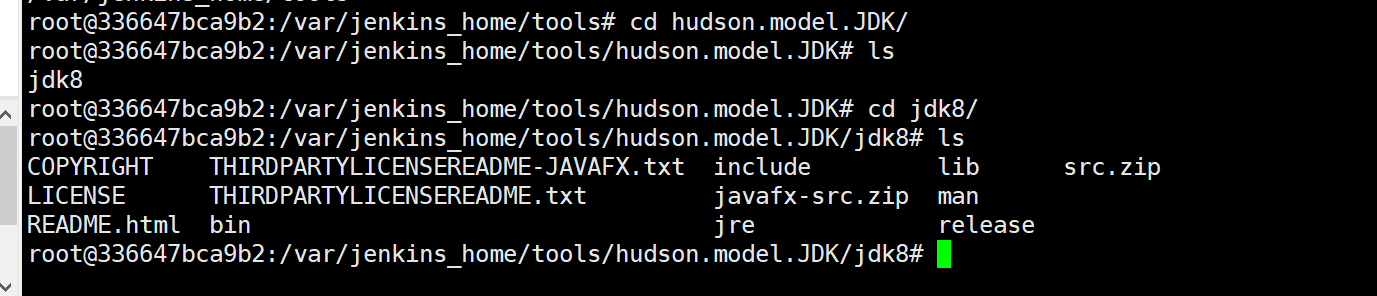 root@336647bca9b2:/var/jenkins_home/tools# cd hudson.model.JDK/
root@336647bca9b2:/var/jenkins_home/tools/hudson.model.JDK# ls
jdk8
root@336647bca9b2:/var/jenkins_home/tools/hudson.model.JDK# cd jdk8/
root@336647bca9b2:/var/jenkins_home/tools/hudson.model.JDK/jdk8# ls
COPYRIGHT    THIRDPARTYLICENSEREADME-JAVAFX.txt  include         lib      src.zip
LICENSE      THIRDPARTYLICENSEREADME.txt         javafx-src.zip  man
README.html  bin                                 jre             release
root@336647bca9b2:/var/jenkins_home/tools/hudson.model.JDK/jdk8#